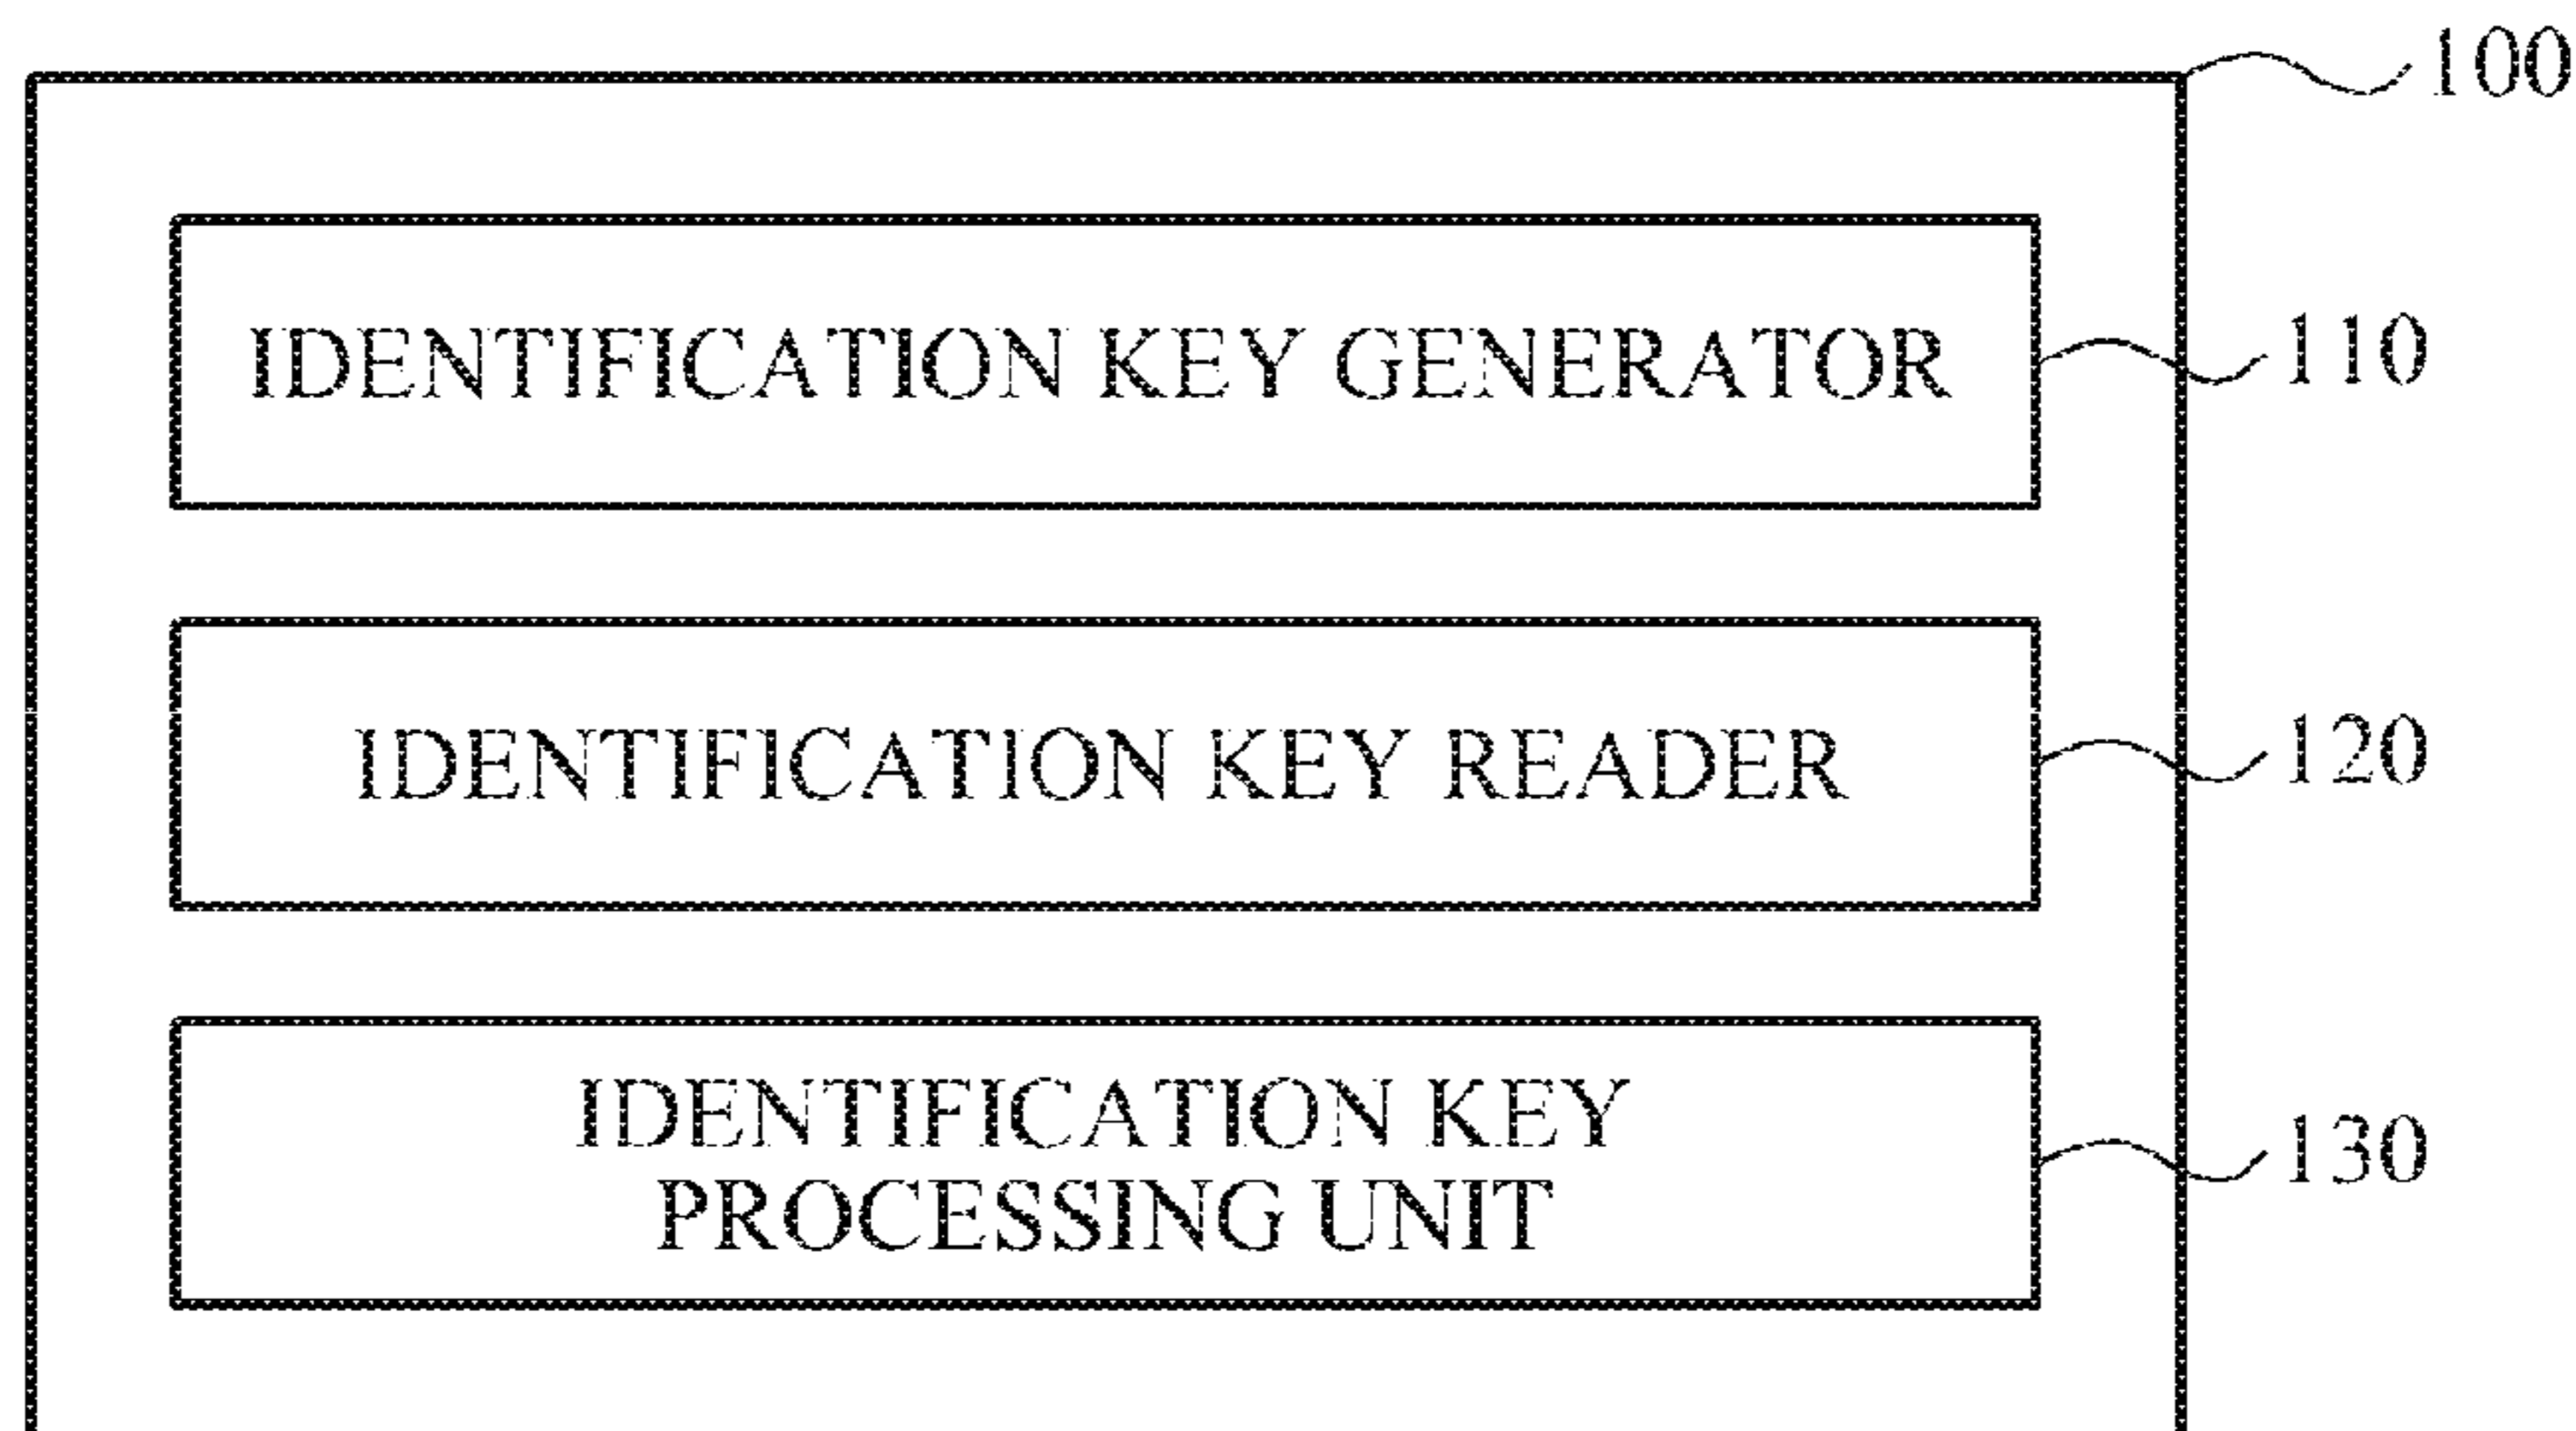 100
IDENTIFICATION KEY GENERATOR
110
IDENTIFICATION KEY READER
120
IDENTIFICATION KEY
PROCESSING UNIT
130